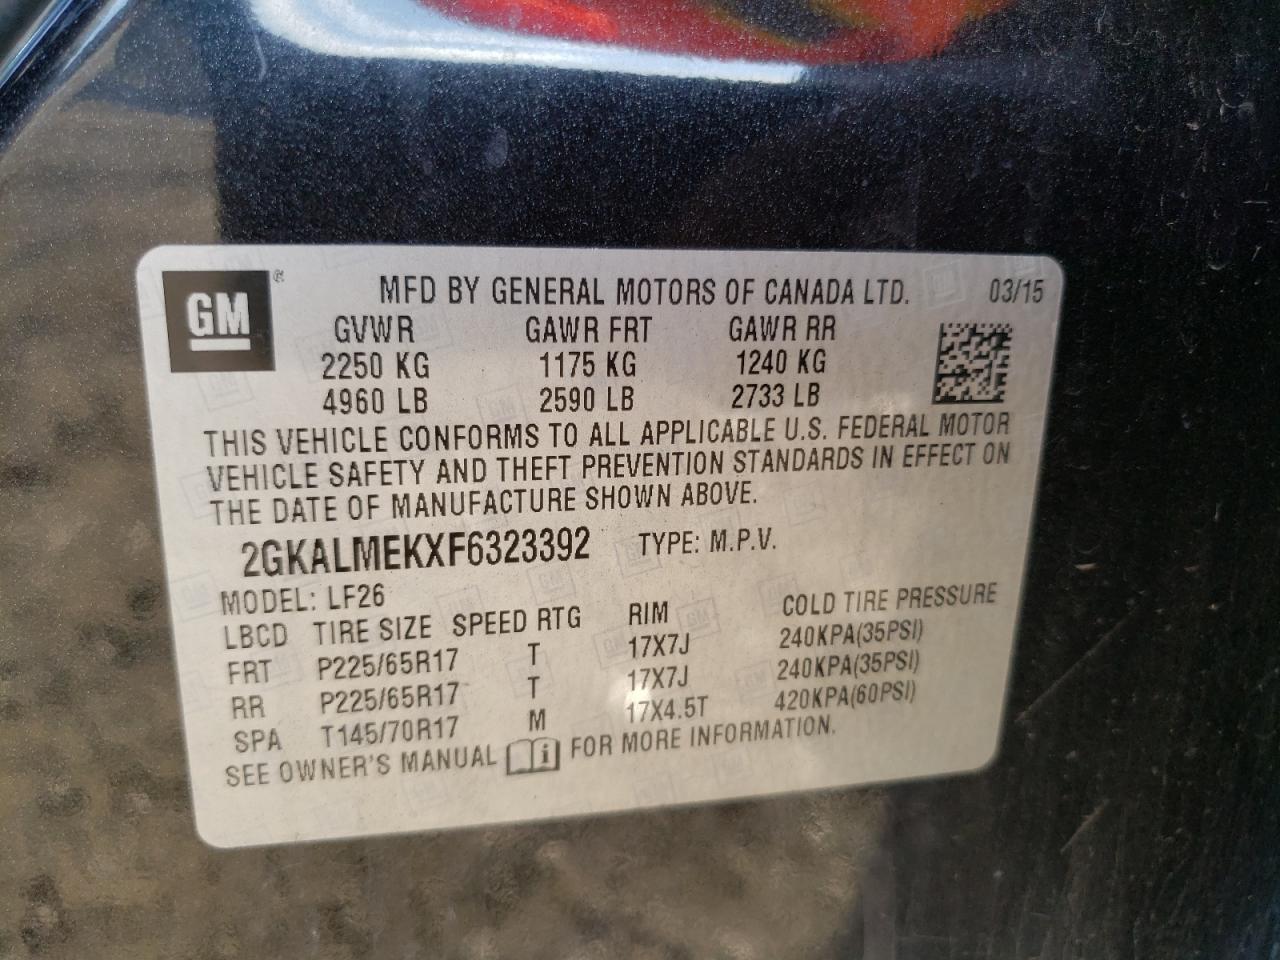 GM ® MFD BY GENERAL MOTORS OF CANADA LTD. 03/15
GVWR GAWR FRT GAWR RR
2250 KG 1175 KG 1240 KG
4960 LB 2590 LB 2733 LB
THIS VEHICLE CONFORMS TO ALL APPLICABLE U.S. FEDERAL MOTOR
VEHICLE SAFETY AND THEFT PREVENTION STANDARDS IN EFFECT ON
THE DATE OF MANUFACTURE SHOWN ABOVE.
2GKALMEKXF6323392 TYPE: M.P.V.
MODEL: LF26
LBCD TIRE SIZE SPEED RTG RIM COLD TIRE PRESSURE
FRT P225/65R17 T 17X7J 240KPA(35PSI)
RR P225/65R17 T 17X7J 240KPA(35PSI)
SPA T145/70R17 M 17X4.5T 420KPA(60PSI)
SEE OWNER'S MANUAL i FOR MORE INFORMATION.